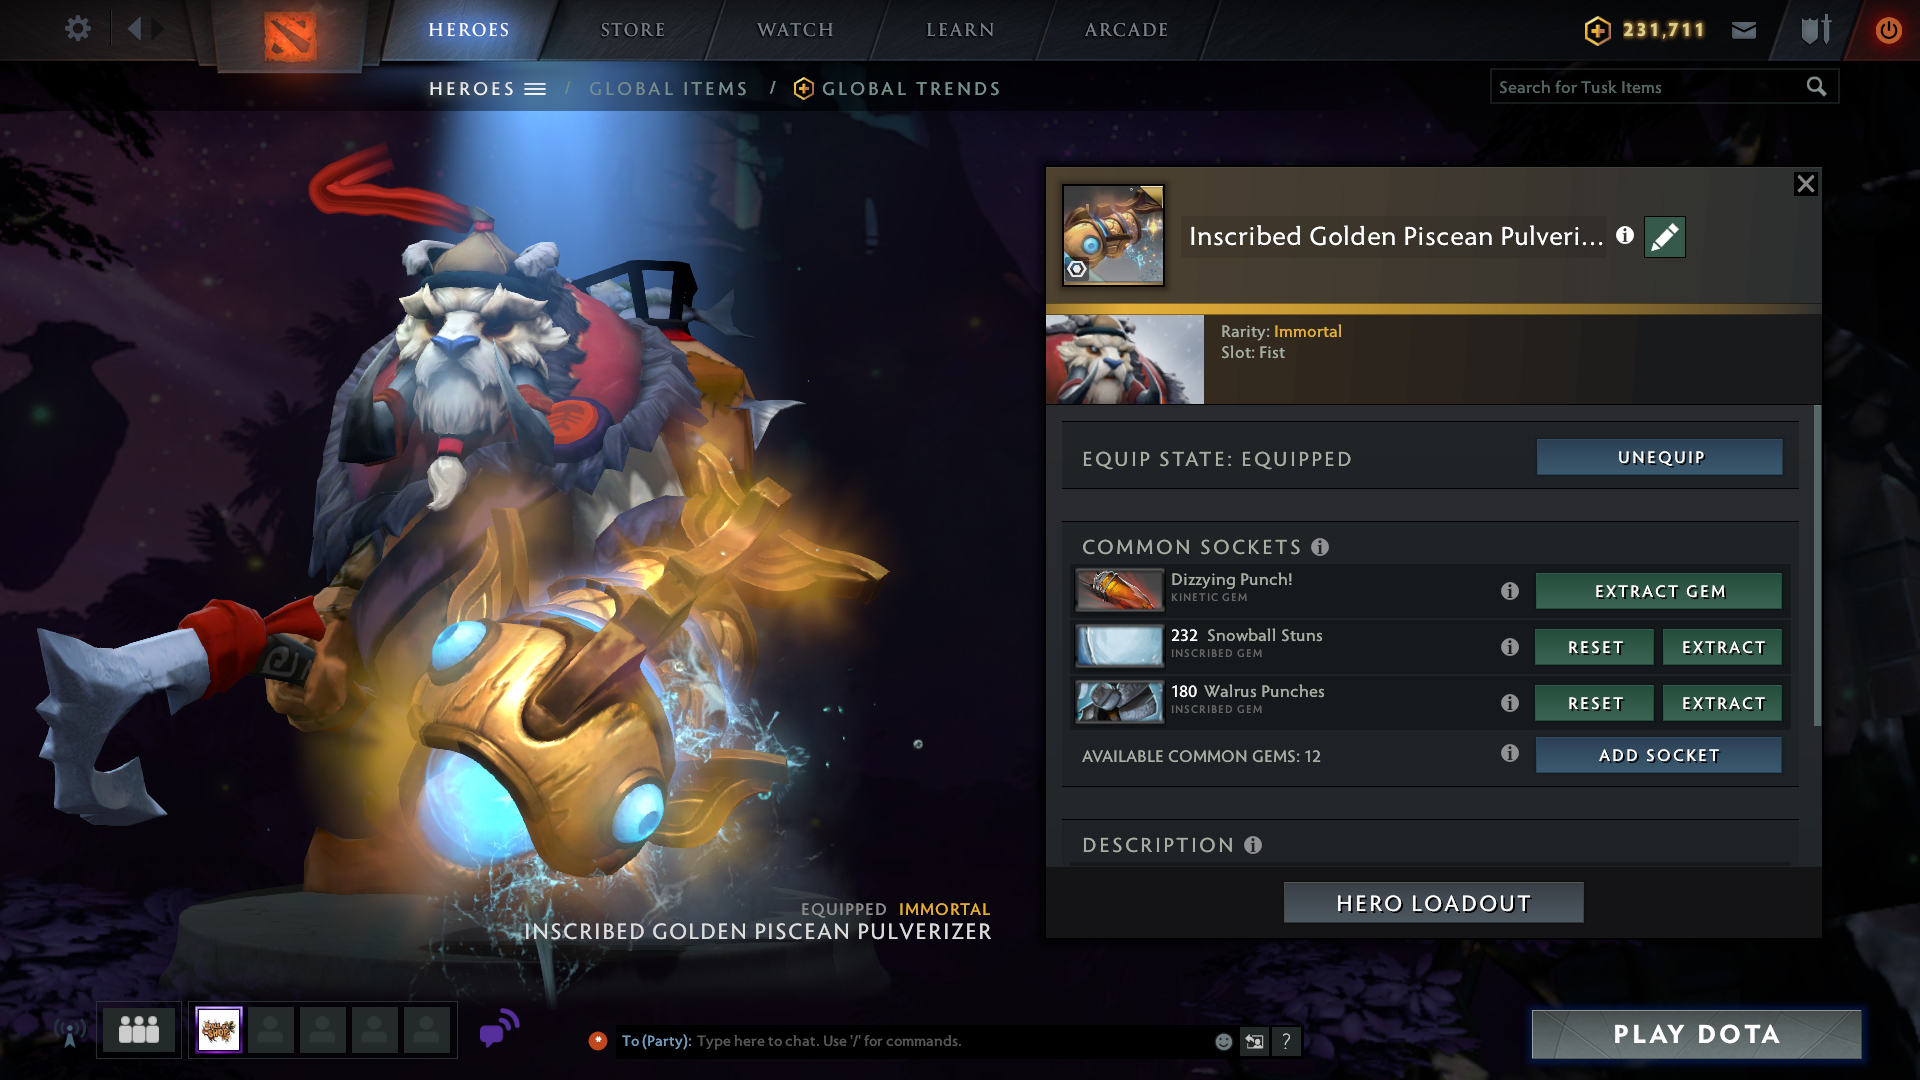 HEROES
STORE
WATCH
LEARN
ARCADE
231,711
HEROES / GLOBAL ITEMS / GLOBAL TRENDS
Search for Tusk Items
Inscribed Golden Piscean Pulveri...
Rarity: Immortal
Slot: Fist
EQUIP STATE: EQUIPPED
UNEQUIP
COMMON SOCKETS
Dizzying Punch!
KINETIC GEM
EXTRACT GEM
232 Snowball Stuns
INSCRIBED GEM
RESET
EXTRACT
180 Walrus Punches
INSCRIBED GEM
RESET
EXTRACT
AVAILABLE COMMON GEMS: 12
ADD SOCKET
DESCRIPTION
HERO LOADOUT
EQUIPPED IMMORTAL
INSCRIBED GOLDEN PISCEAN PULVERIZER
To (Party): Type here to chat. Use '/' for commands.
?
PLAY DOTA